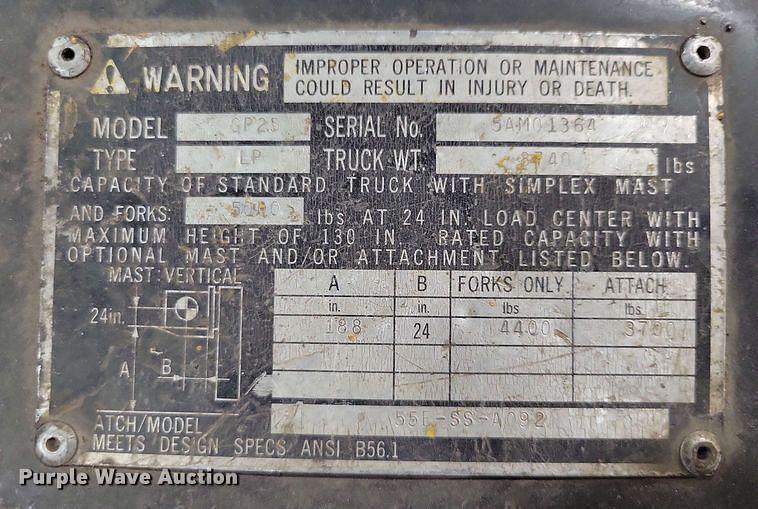 WARNING
IMPROPER OPERATION OR MAINTENANCE
COULD RESULT IN INJURY OR DEATH.
MODEL GP25 SERIAL No. 5AM01364
TYPE LP TRUCK WT. lbs
CAPACITY OF STANDARD TRUCK WITH SIMPLEX MAST
AND FORKS: 5000 lbs AT 24 IN. LOAD CENTER WITH
MAXIMUM HEIGHT OF 130 IN. RATED CAPACITY WITH
OPTIONAL MAST AND/OR ATTACHMENT LISTED BELOW.
MAST: VERTICAL
A B FORKS ONLY ATTACH
in. in. lbs lbs
188 24 4400 3700
24in.
A
B
ATCH/MODEL 55F-SS-A092
MEETS DESIGN SPECS ANSI B56.1
Purple Wave Auction